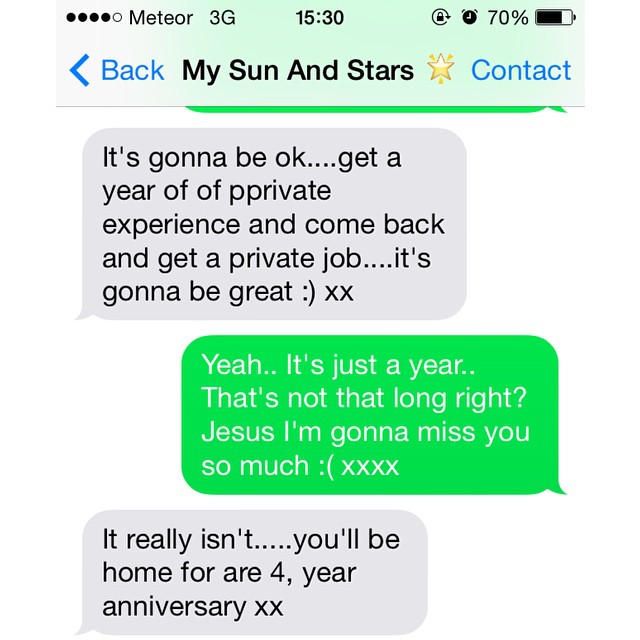 Meteor 3G 15:30 70%
Back My Sun And Stars Contact
It's gonna be ok....get a
year of of pprivate
experience and come back
and get a private job....it's
gonna be great :) xx
Yeah.. It's just a year..
That's not that long right?
Jesus I'm gonna miss you
so much :( xxxx
It really isn't.....you'll be
home for are 4, year
anniversary xx